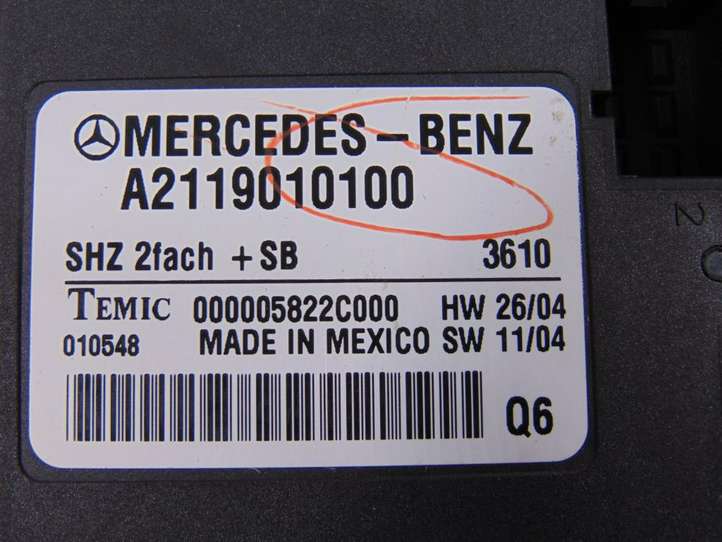 MERCEDES-BENZ
A2119010100
SHZ 2fach + SB 3610
TEMIC 000005822C000 HW 26/04
010548 MADE IN MEXICO SW 11/04
Q6
2